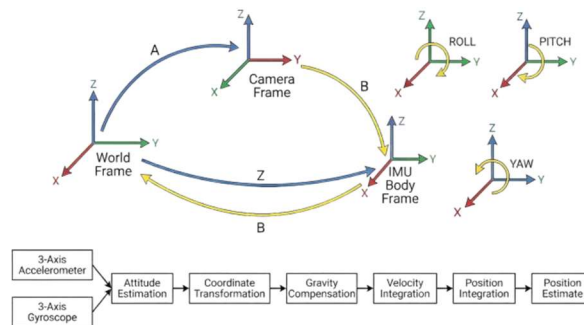 Z
A
Y
X
Camera
Frame
Z
Y
ROLL
X
Z
PITCH
Y
X
Z
Y
X
World
Frame
B
Z
Z
Y
X
IMU
Body
Frame
B
Z
YAW
Y
X
3-Axis
Accelerometer
3-Axis
Gyroscope
Attitude
Estimation
Coordinate
Transformation
Gravity
Compensation
Velocity
Integration
Position
Integration
Position
Estimate